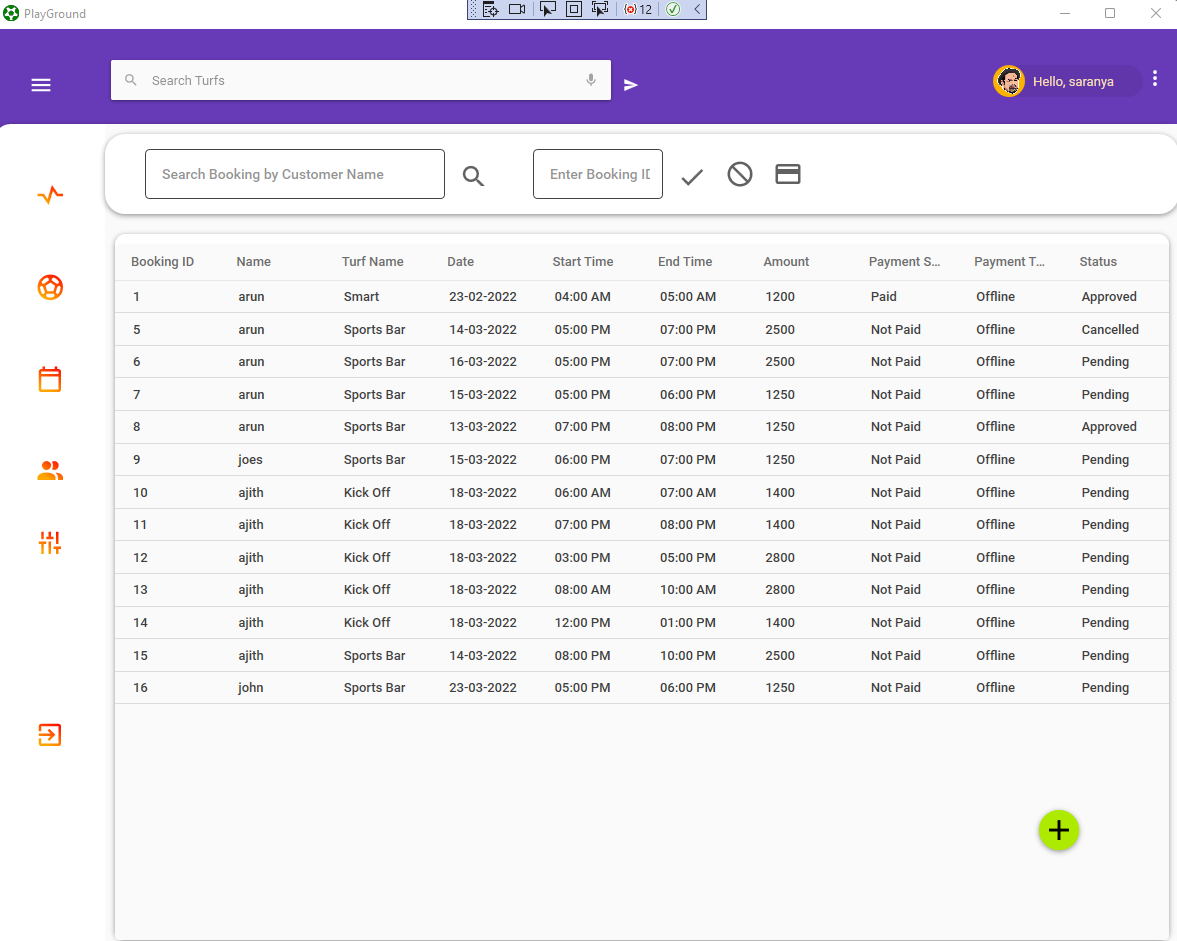 PlayGround
12
Search Turfs
Hello, saranya
Search Booking by Customer Name
Enter Booking ID
Booking ID Name Turf Name Date Start Time End Time Amount Payment S... Payment T... Status
1 arun Smart 23-02-2022 04:00 AM 05:00 AM 1200 Paid Offline Approved
5 arun Sports Bar 14-03-2022 05:00 PM 07:00 PM 2500 Not Paid Offline Cancelled
6 arun Sports Bar 16-03-2022 05:00 PM 07:00 PM 2500 Not Paid Offline Pending
7 arun Sports Bar 15-03-2022 05:00 PM 06:00 PM 1250 Not Paid Offline Pending
8 arun Sports Bar 13-03-2022 07:00 PM 08:00 PM 1250 Not Paid Offline Approved
9 joes Sports Bar 15-03-2022 06:00 PM 07:00 PM 1250 Not Paid Offline Pending
10 ajith Kick Off 18-03-2022 06:00 AM 07:00 AM 1400 Not Paid Offline Pending
11 ajith Kick Off 18-03-2022 07:00 PM 08:00 PM 1400 Not Paid Offline Pending
12 ajith Kick Off 18-03-2022 03:00 PM 05:00 PM 2800 Not Paid Offline Pending
13 ajith Kick Off 18-03-2022 08:00 AM 10:00 AM 2800 Not Paid Offline Pending
14 ajith Kick Off 18-03-2022 12:00 PM 01:00 PM 1400 Not Paid Offline Pending
15 ajith Sports Bar 14-03-2022 08:00 PM 10:00 PM 2500 Not Paid Offline Pending
16 john Sports Bar 23-03-2022 05:00 PM 06:00 PM 1250 Not Paid Offline Pending